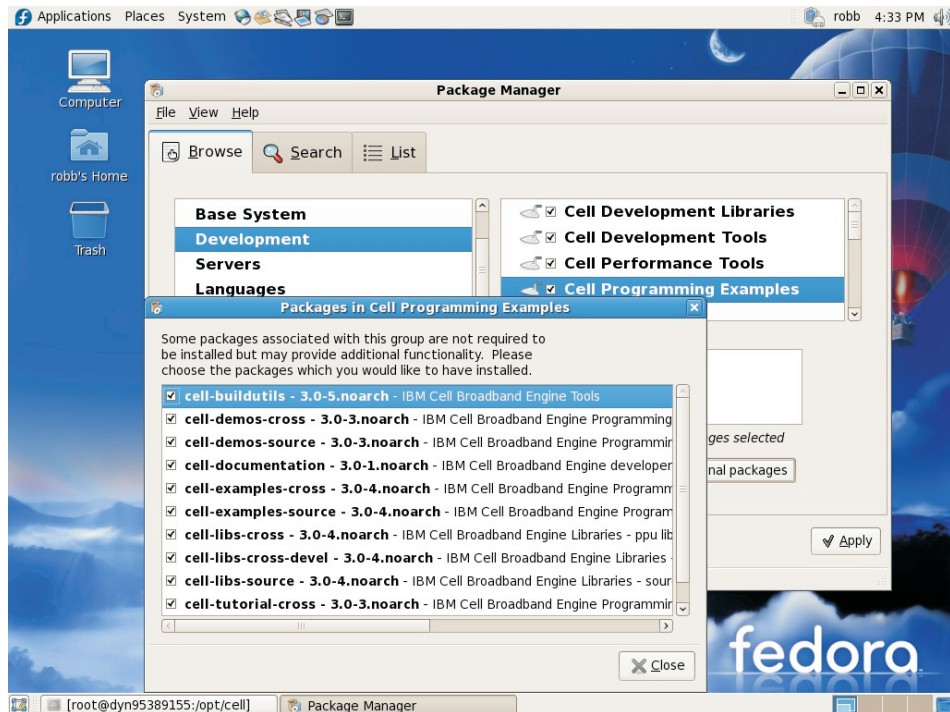 Applications Places System robb 4:33 PM
Computer
robb's Home
Trash
Package Manager
File View Help
Browse Search List
Base System
Development
Servers
Languages
Cell Development Libraries
Cell Development Tools
Cell Performance Tools
Cell Programming Examples
Packages in Cell Programming Examples
Some packages associated with this group are not required to
be installed but may provide additional functionality. Please
choose the packages which you would like to have installed.
cell-buildutils - 3.0-5.noarch - IBM Cell Broadband Engine Tools
cell-demos-cross - 3.0-3.noarch - IBM Cell Broadband Engine Programming
cell-demos-source - 3.0-3.noarch - IBM Cell Broadband Engine Programmin
cell-documentation - 3.0-1.noarch - IBM Cell Broadband Engine developer
cell-examples-cross - 3.0-4.noarch - IBM Cell Broadband Engine Programm
cell-examples-source - 3.0-4.noarch - IBM Cell Broadband Engine Program
cell-libs-cross - 3.0-4.noarch - IBM Cell Broadband Engine Libraries - ppu lib
cell-libs-cross-devel - 3.0-4.noarch - IBM Cell Broadband Engine Libraries -
cell-libs-source - 3.0-4.noarch - IBM Cell Broadband Engine Libraries - sour
cell-tutorial-cross - 3.0-3.noarch - IBM Cell Broadband Engine Programmin
ges selected
nal packages
Apply
Close
fedora
[root@dyn95389155:/opt/cell] Package Manager